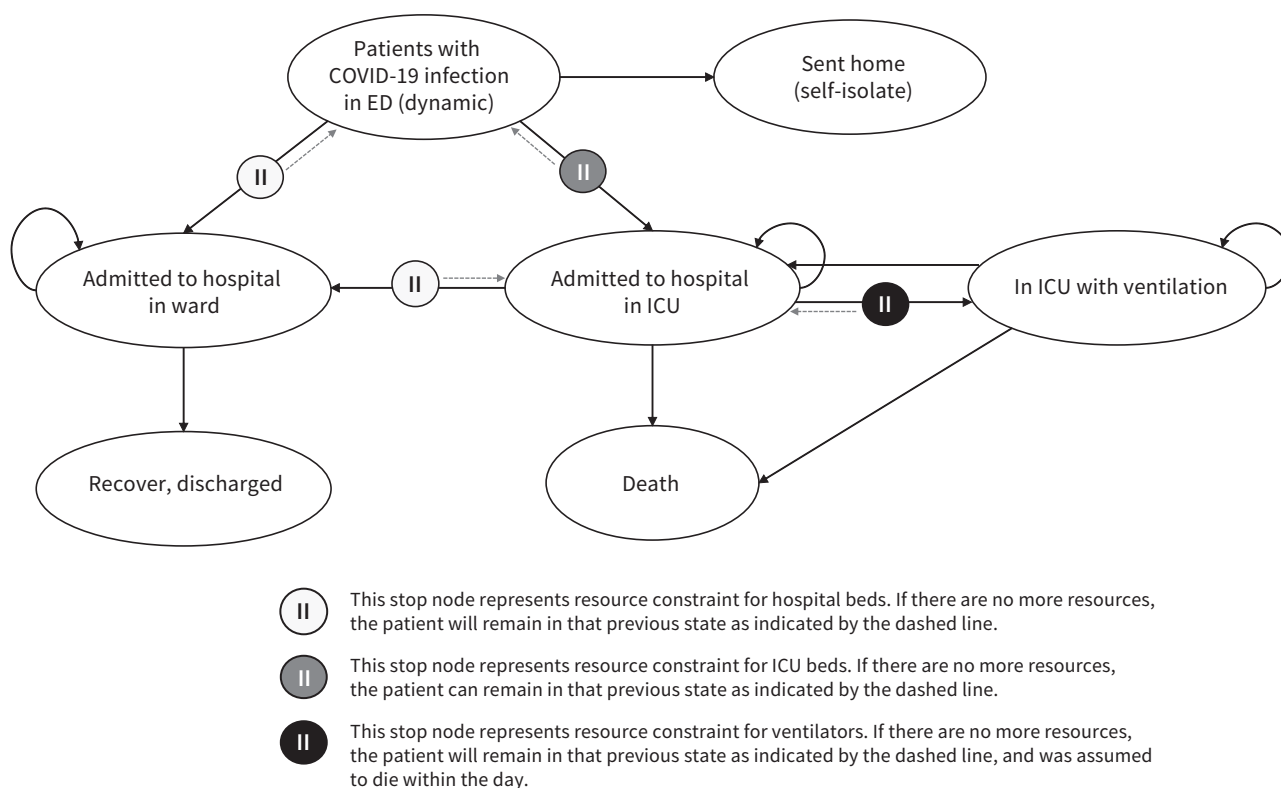 Patients with
COVID-19 infection
in ED (dynamic)
Sent home
(self-isolate)
II
II
Admitted to hospital
in ward
II
Admitted to hospital
in ICU
II
In ICU with ventilation
Recover, discharged
Death
II
This stop node represents resource constraint for hospital beds. If there are no more resources,
the patient will remain in that previous state as indicated by the dashed line.
II
This stop node represents resource constraint for ICU beds. If there are no more resources,
the patient can remain in that previous state as indicated by the dashed line.
II
This stop node represents resource constraint for ventilators. If there are no more resources,
the patient will remain in that previous state as indicated by the dashed line, and was assumed
to die within the day.